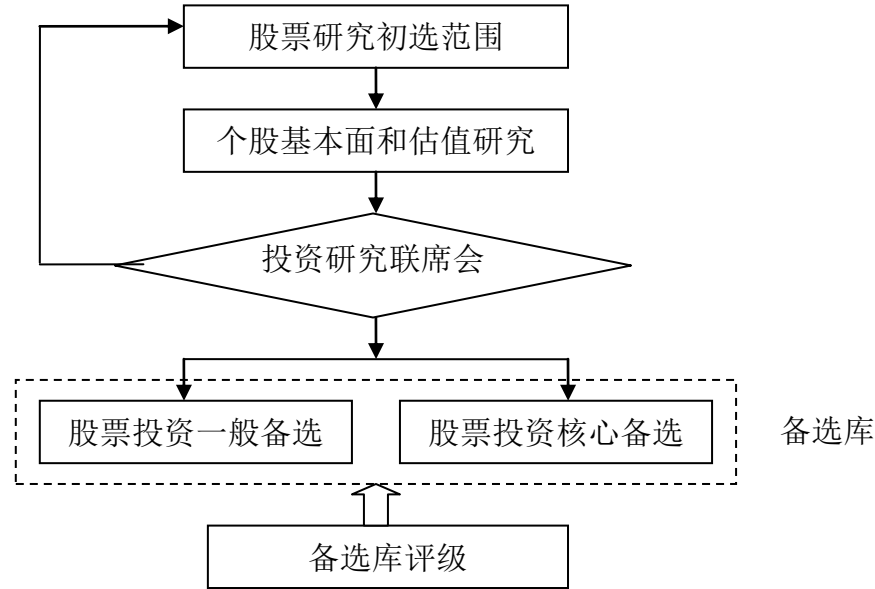 股票研究初选范围
个股基本面和估值研究
投资研究联席会
股票投资一般备选
股票投资核心备选
备选库
备选库评级